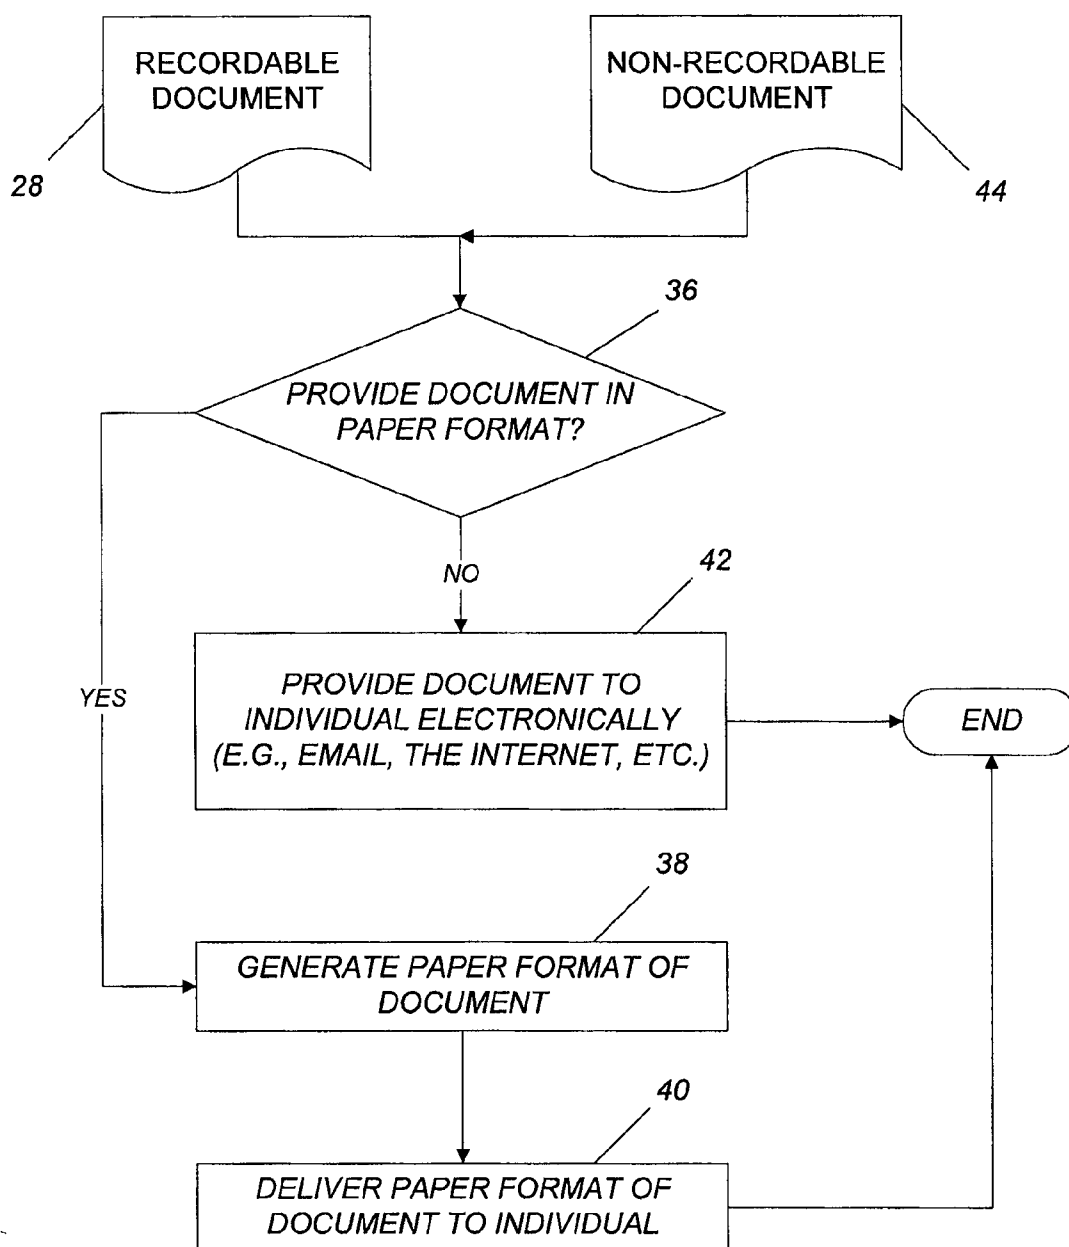 RECORDABLE
DOCUMENT
NON-RECORDABLE
DOCUMENT
28
44
36
PROVIDE DOCUMENT IN
PAPER FORMAT?
NO
42
YES
PROVIDE DOCUMENT TO
INDIVIDUAL ELECTRONICALLY
(E.G., EMAIL, THE INTERNET, ETC.)
END
38
GENERATE PAPER FORMAT OF
DOCUMENT
40
DELIVER PAPER FORMAT OF
DOCUMENT TO INDIVIDUAL